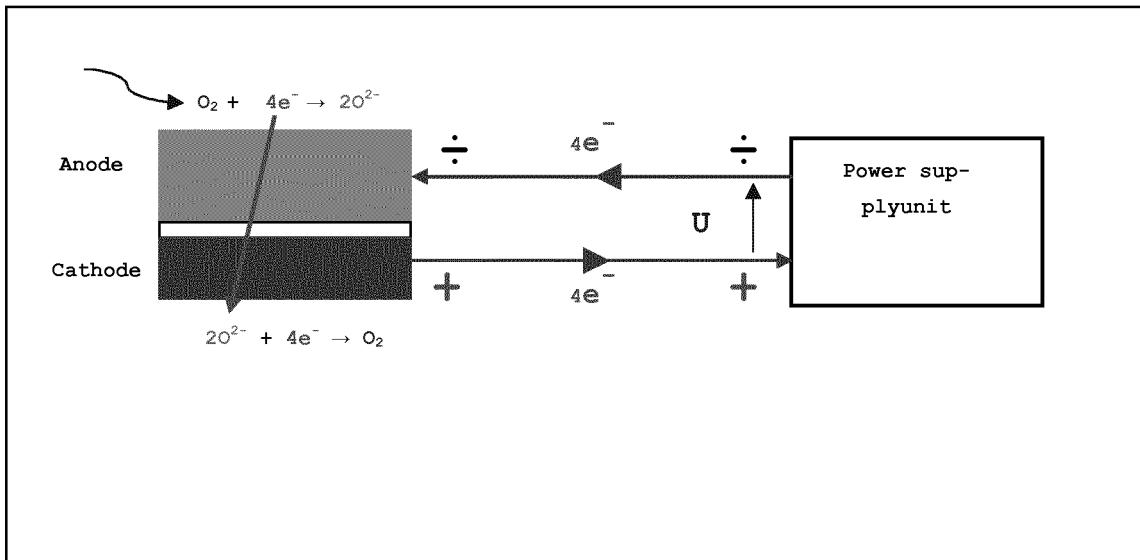 O₂ + 4e⁻ → 2O²⁻
÷ 4e⁻ ÷
Anode
Power sup-
plyunit
U
Cathode
+ 4e⁻ +
2O²⁻ + 4e⁻ → O₂